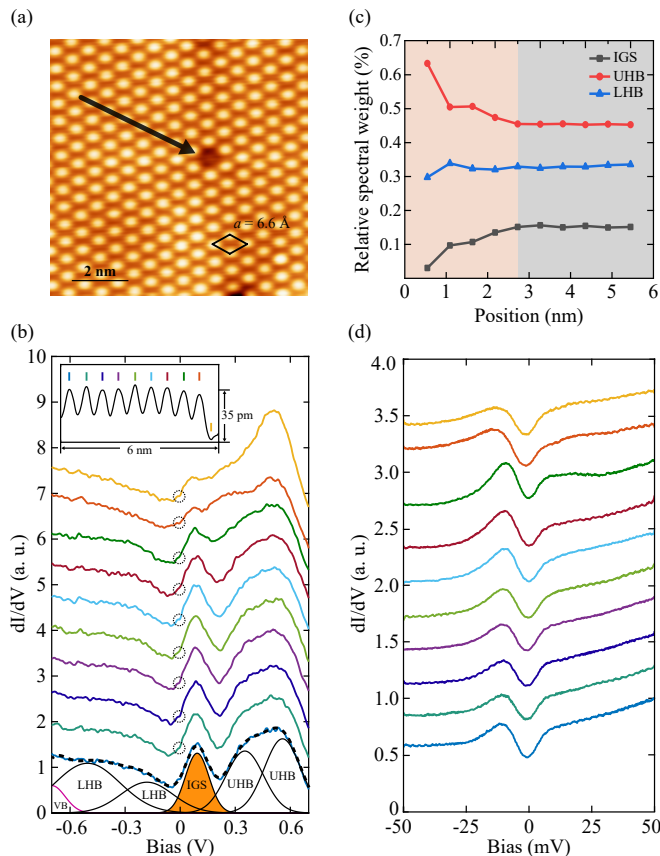 (a)
a = 6.6 Å
2 nm
(c)
Relative spectral weight (%)
0.7
0.6
0.5
0.4
0.3
0.2
0.1
IGS
UHB
LHB
0 1 2 3 4 5 6
Position (nm)
(b)
dI/dV (a. u.)
10
9
8
7
6
5
4
3
2
1
0
35 pm
6 nm
VB
LHB
LHB
IGS
UHB
UHB
-0.6 -0.3 0 0.3 0.6
Bias (V)
(d)
dI/dV (a. u.)
4.0
3.5
3.0
2.5
2.0
1.5
1.0
0.5
0.0
-50 -25 0 25 50
Bias (mV)